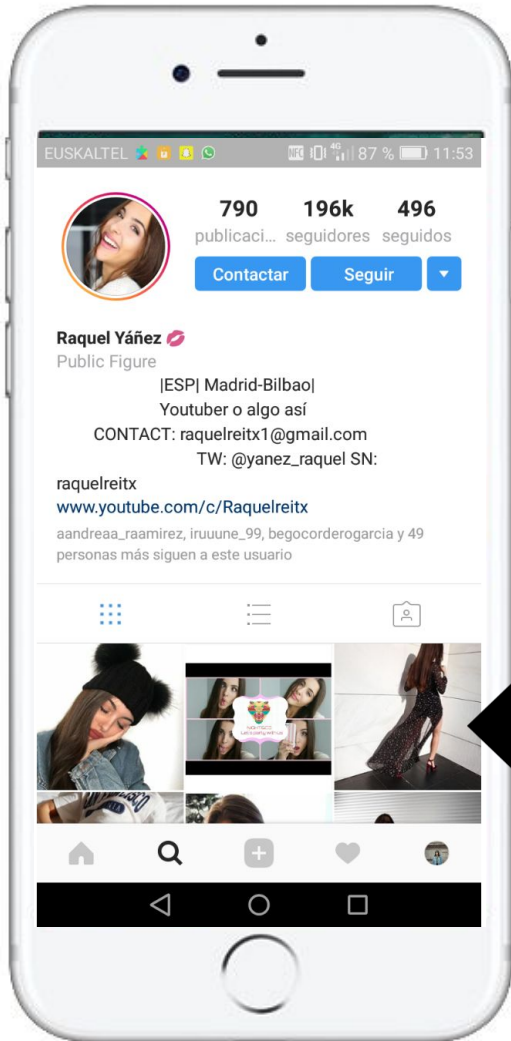 EUSKALTEL 4G 87 % 11:53
790 196k 496
publicaci... seguidores seguidos
Contactar Seguir
Raquel Yáñez 💋
Public Figure
|ESP| Madrid-Bilbao|
Youtuber o algo así
CONTACT: raquelreitx1@gmail.com
TW: @yanez_raquel SN:
raquelreitx
www.youtube.com/c/Raquelreitx
aandreaa_raamirez, iruuune_99, begocorderogarcia y 49
personas más siguen a este usuario